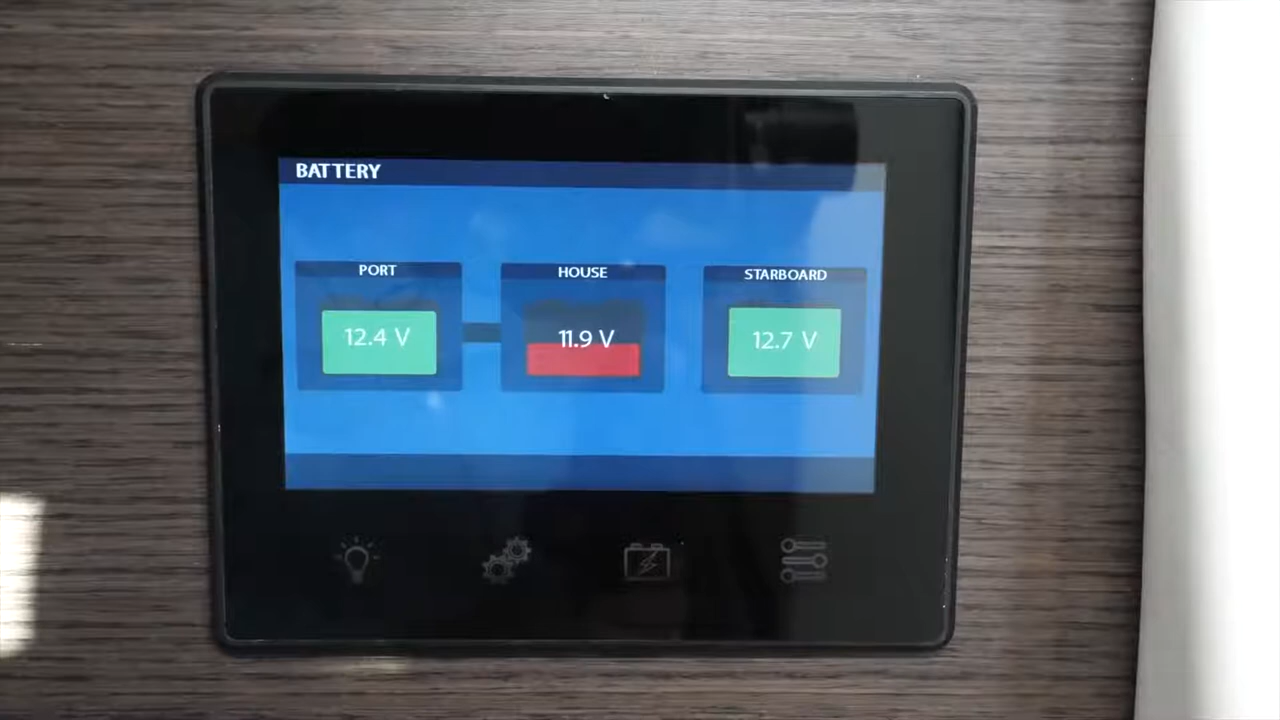 BATTERY
PORT
HOUSE
STARBOARD
12.4 V
11.9 V
12.7 V